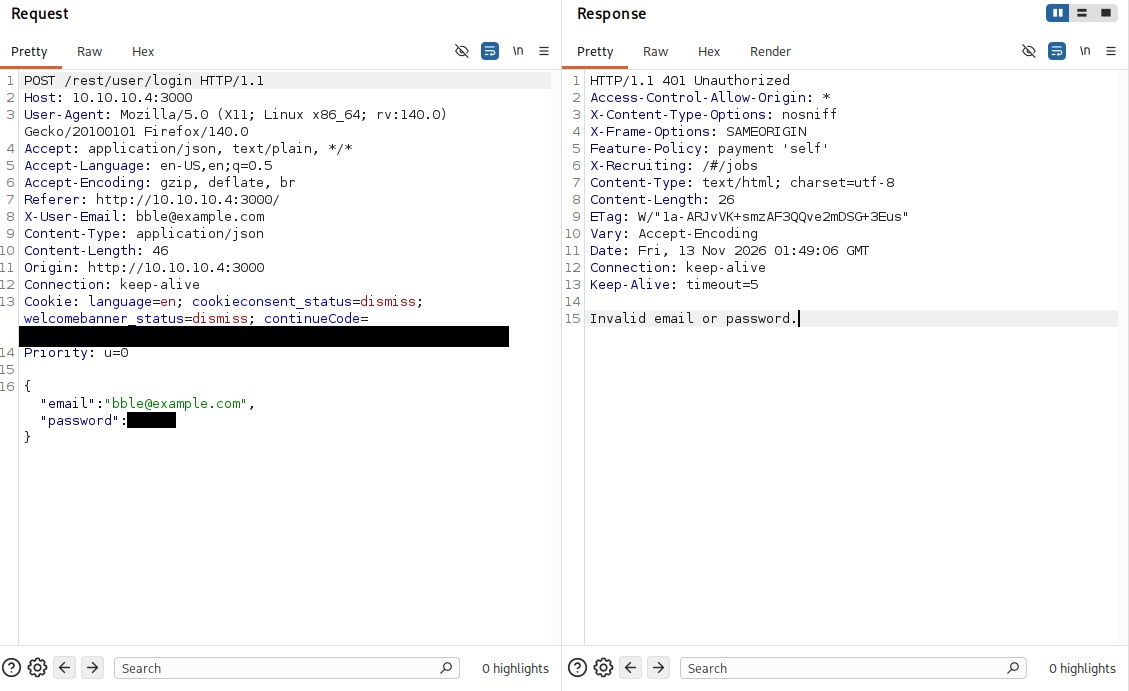 Request
Pretty Raw Hex \n
1 POST /rest/user/login HTTP/1.1
2 Host: 10.10.10.4:3000
3 User-Agent: Mozilla/5.0 (X11; Linux x86_64; rv:140.0)
Gecko/20100101 Firefox/140.0
4 Accept: application/json, text/plain, */*
5 Accept-Language: en-US,en;q=0.5
6 Accept-Encoding: gzip, deflate, br
7 Referer: http://10.10.10.4:3000/
8 X-User-Email: bble@example.com
9 Content-Type: application/json
10 Content-Length: 46
11 Origin: http://10.10.10.4:3000
12 Connection: keep-alive
13 Cookie: language=en; cookieconsent_status=dismiss;
welcomebanner_status=dismiss; continueCode=
14 Priority: u=0
15
16 {
"email":"bble@example.com",
"password":
}
Search 0 highlights
Response
Pretty Raw Hex Render \n
1 HTTP/1.1 401 Unauthorized
2 Access-Control-Allow-Origin: *
3 X-Content-Type-Options: nosniff
4 X-Frame-Options: SAMEORIGIN
5 Feature-Policy: payment 'self'
6 X-Recruiting: /#/jobs
7 Content-Type: text/html; charset=utf-8
8 Content-Length: 26
9 ETag: W/"1a-ARJvVK+smzAF3QQve2mDSG+3Eus"
10 Vary: Accept-Encoding
11 Date: Fri, 13 Nov 2026 01:49:06 GMT
12 Connection: keep-alive
13 Keep-Alive: timeout=5
14
15 Invalid email or password.
Search 0 highlights